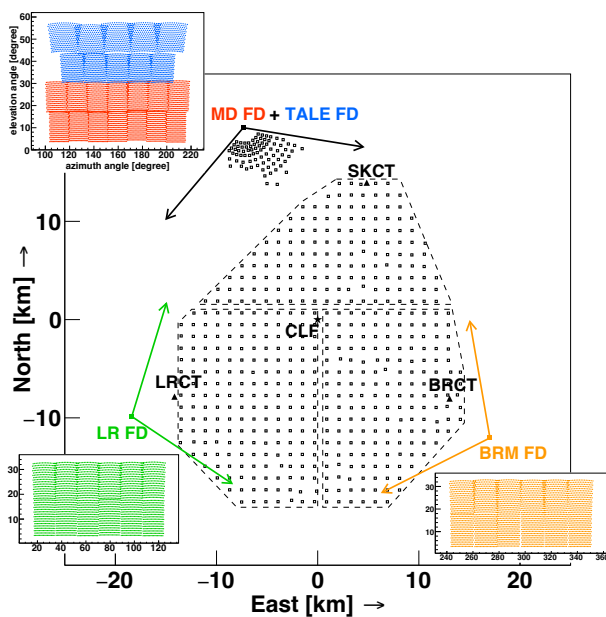 60
50
40
30
20
10
0
elevation angle [degree]
100 120 140 160 180 200 220
azimuth angle [degree]
MD FD + TALE FD
SKCT
10
0
−10
North [km] →
CLF
LRCT
BRCT
LR FD
BRM FD
30
20
10
20 40 60 80 100 120
30
20
10
240 260 280 300 320 340 360
−20 −10 0 10 20
East [km] →